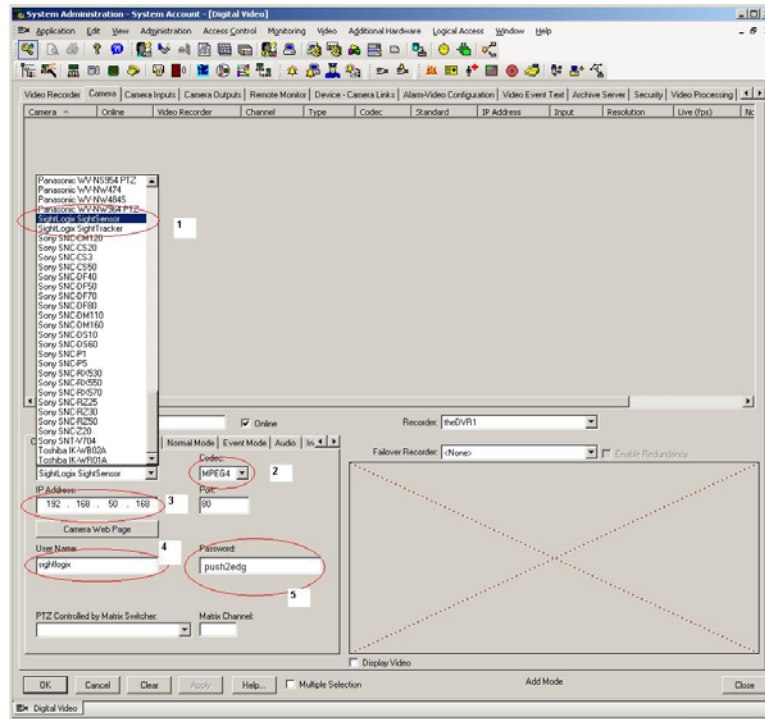 System Administration - System Account - [Digital Video]
Application Edit View Administration Access Control Monitoring Video Additional Hardware Logical Access Window Help
Video Recorder Camera Camera Inputs Camera Outputs Remote Monitor Device - Camera Links Alarm-Video Configuration Video Event Text Archive Server Security Video Processing
Camera Online Video Recorder Channel Type Codec Standard IP Address Input Resolution Live (fps)
Panasonic WV-NS954 PTZ
Panasonic WV-NW474
Panasonic WV-NW484S
Panasonic WV-NW964 PTZ
SightLogix SightSensor
SightLogix SightTracker
1
Sony SNC-CM120
Sony SNC-CS20
Sony SNC-CS3
Sony SNC-CS50
Sony SNC-DF40
Sony SNC-DF50
Sony SNC-DF70
Sony SNC-DF80
Sony SNC-DM110
Sony SNC-DM160
Sony SNC-DS10
Sony SNC-DS60
Sony SNC-P1
Sony SNC-P5
Sony SNC-RX530
Sony SNC-RX550
Sony SNC-RX570
Sony SNC-RZ25
Sony SNC-RZ30
Sony SNC-RZ50
Sony SNC-Z20
Sony SNT-V704
Toshiba IK-WB02A
Toshiba IK-WR01A
Online
Recorder: theDVR1
Normal Mode Event Mode Audio In
Failover Recorder: <None> Enable Redundancy
Codec:
SightLogix SightSensor MPEG4 2
IP Address: Port:
192 . 168 . 50 . 168 3 80
Camera Web Page
User Name: 4 Password:
sightlogix push2edg
5
PTZ Controlled by Matrix Switcher: Matrix Channel:
Display Video
OK Cancel Clear Apply Help... Multiple Selection Add Mode Close
Digital Video